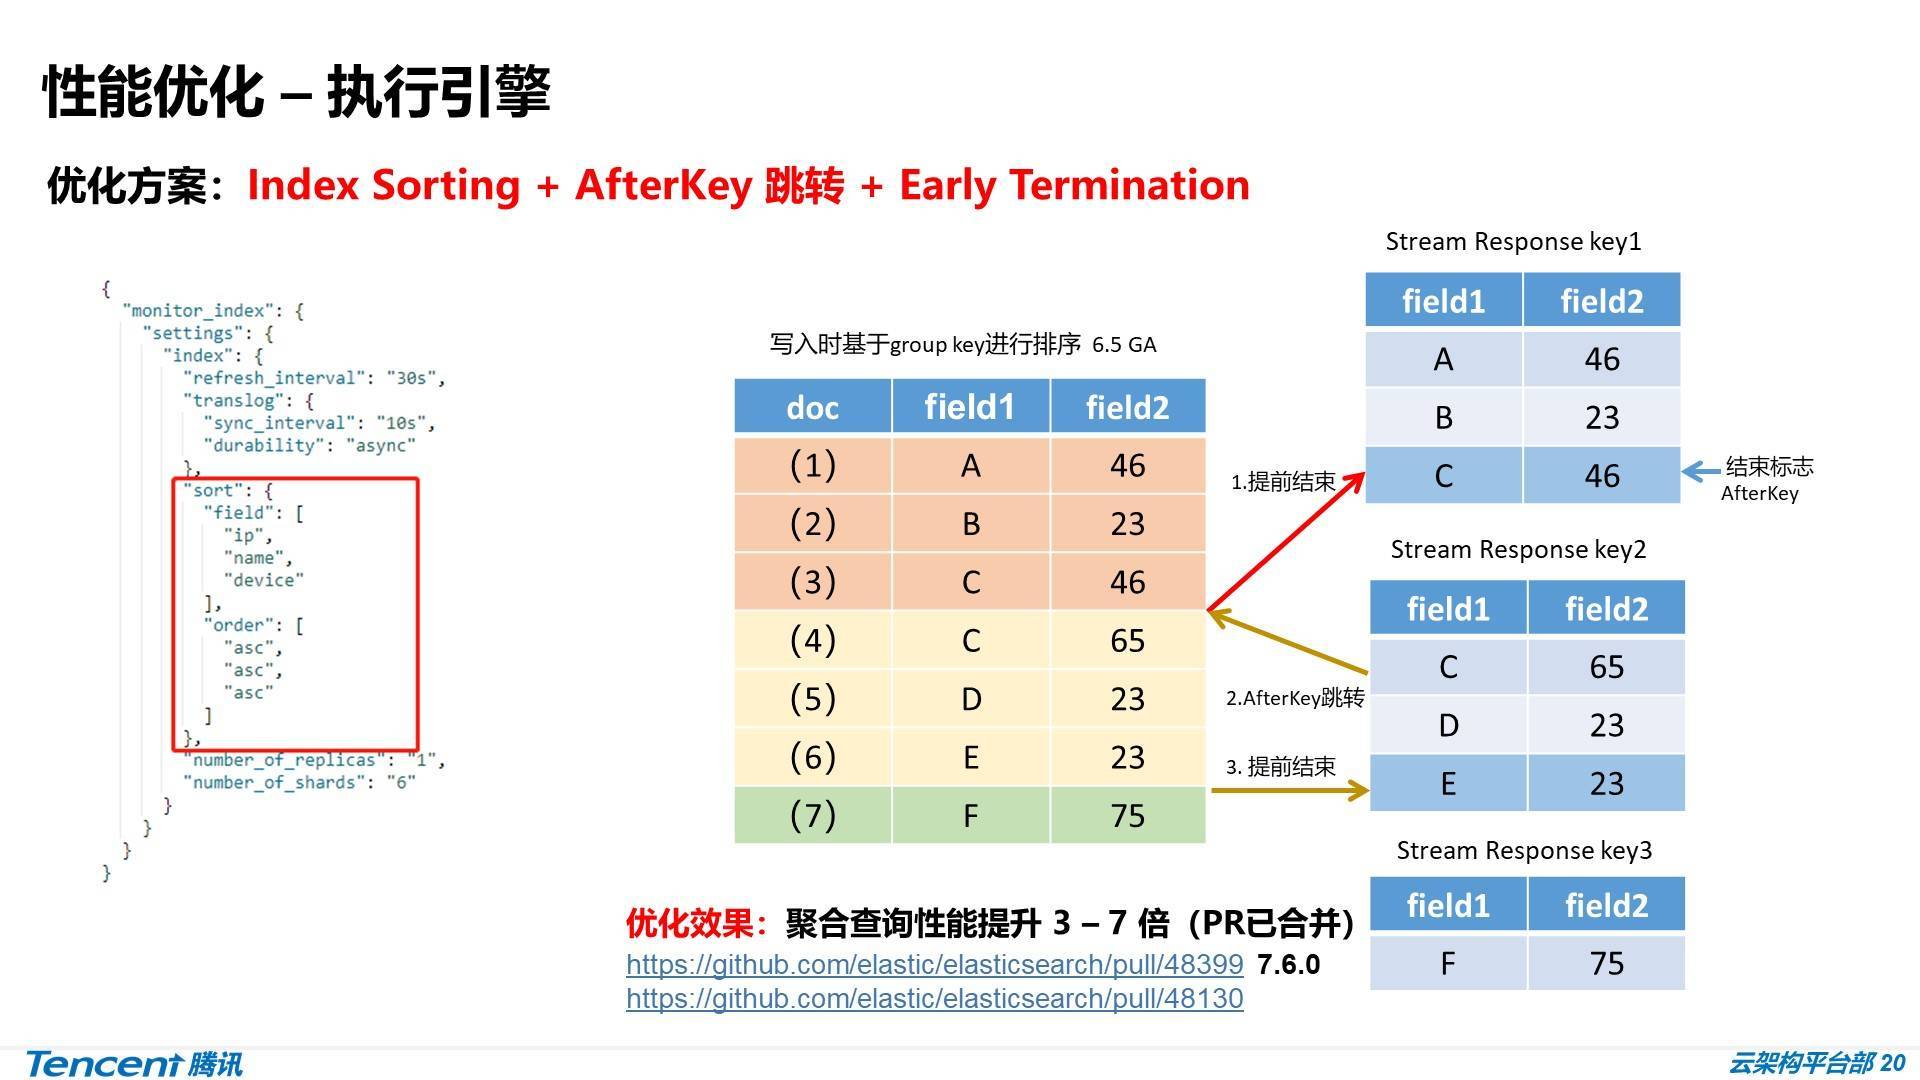 性能优化 – 执行引擎
优化方案：Index Sorting + AfterKey 跳转 + Early Termination
{
"monitor_index": {
"settings": {
"index": {
"refresh_interval": "30s",
"translog": {
"sync_interval": "10s",
"durability": "async"
},
"sort": {
"field": [
"ip",
"name",
"device"
],
"order": [
"asc",
"asc",
"asc"
]
},
"number_of_replicas": "1",
"number_of_shards": "6"
}
}
}
}
写入时基于group key进行排序 6.5 GA
doc field1 field2
(1) A 46
(2) B 23
(3) C 46
(4) C 65
(5) D 23
(6) E 23
(7) F 75
1.提前结束
2.AfterKey跳转
3. 提前结束
Stream Response key1
field1 field2
A 46
B 23
C 46
结束标志
AfterKey
Stream Response key2
field1 field2
C 65
D 23
E 23
Stream Response key3
field1 field2
F 75
优化效果：聚合查询性能提升 3 – 7 倍（PR已合并）
https://github.com/elastic/elasticsearch/pull/48399 7.6.0
https://github.com/elastic/elasticsearch/pull/48130
Tencent 腾讯
云架构平台部 20